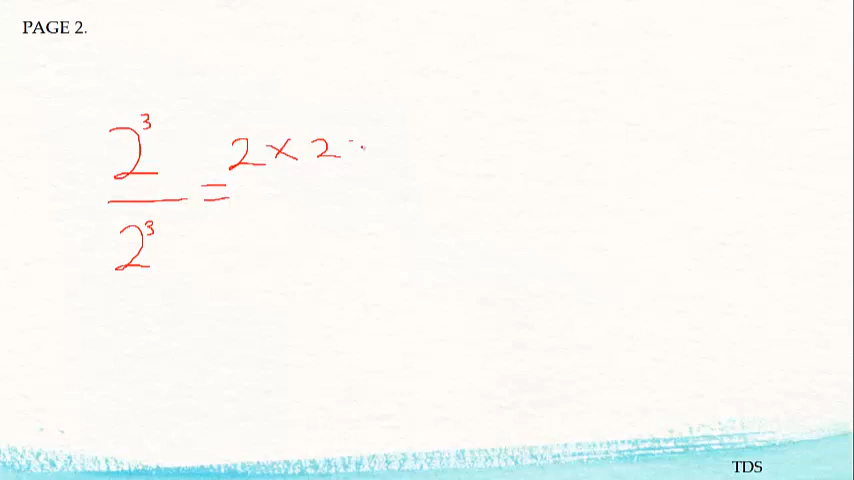 PAGE 2.
2³/2³ = 2 × 2
TDS